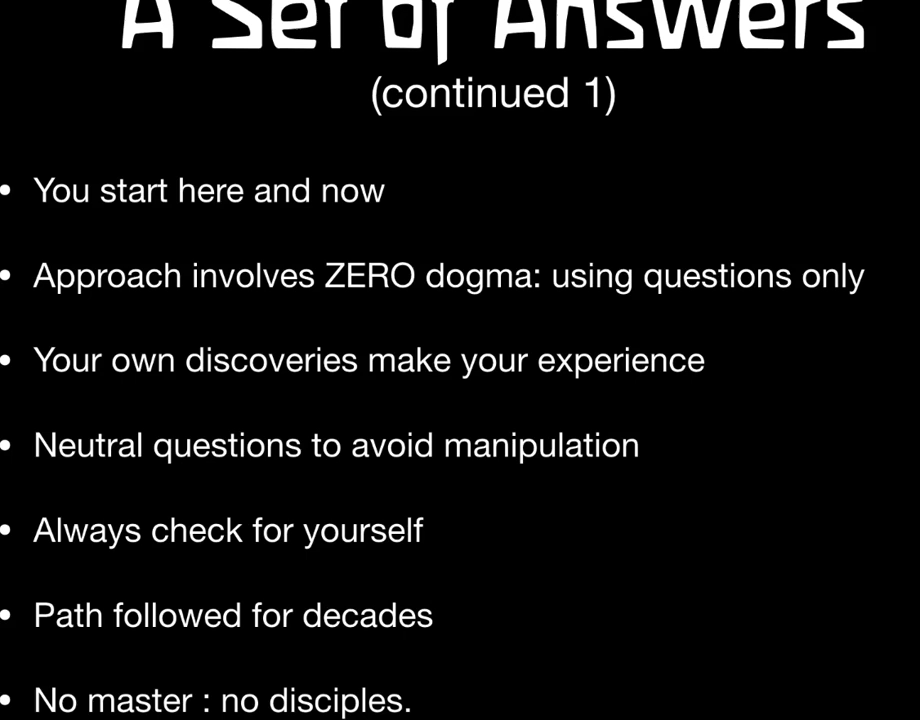 A Set of Answers
(continued 1)
• You start here and now
• Approach involves ZERO dogma: using questions only
• Your own discoveries make your experience
• Neutral questions to avoid manipulation
• Always check for yourself
• Path followed for decades
• No master : no disciples.